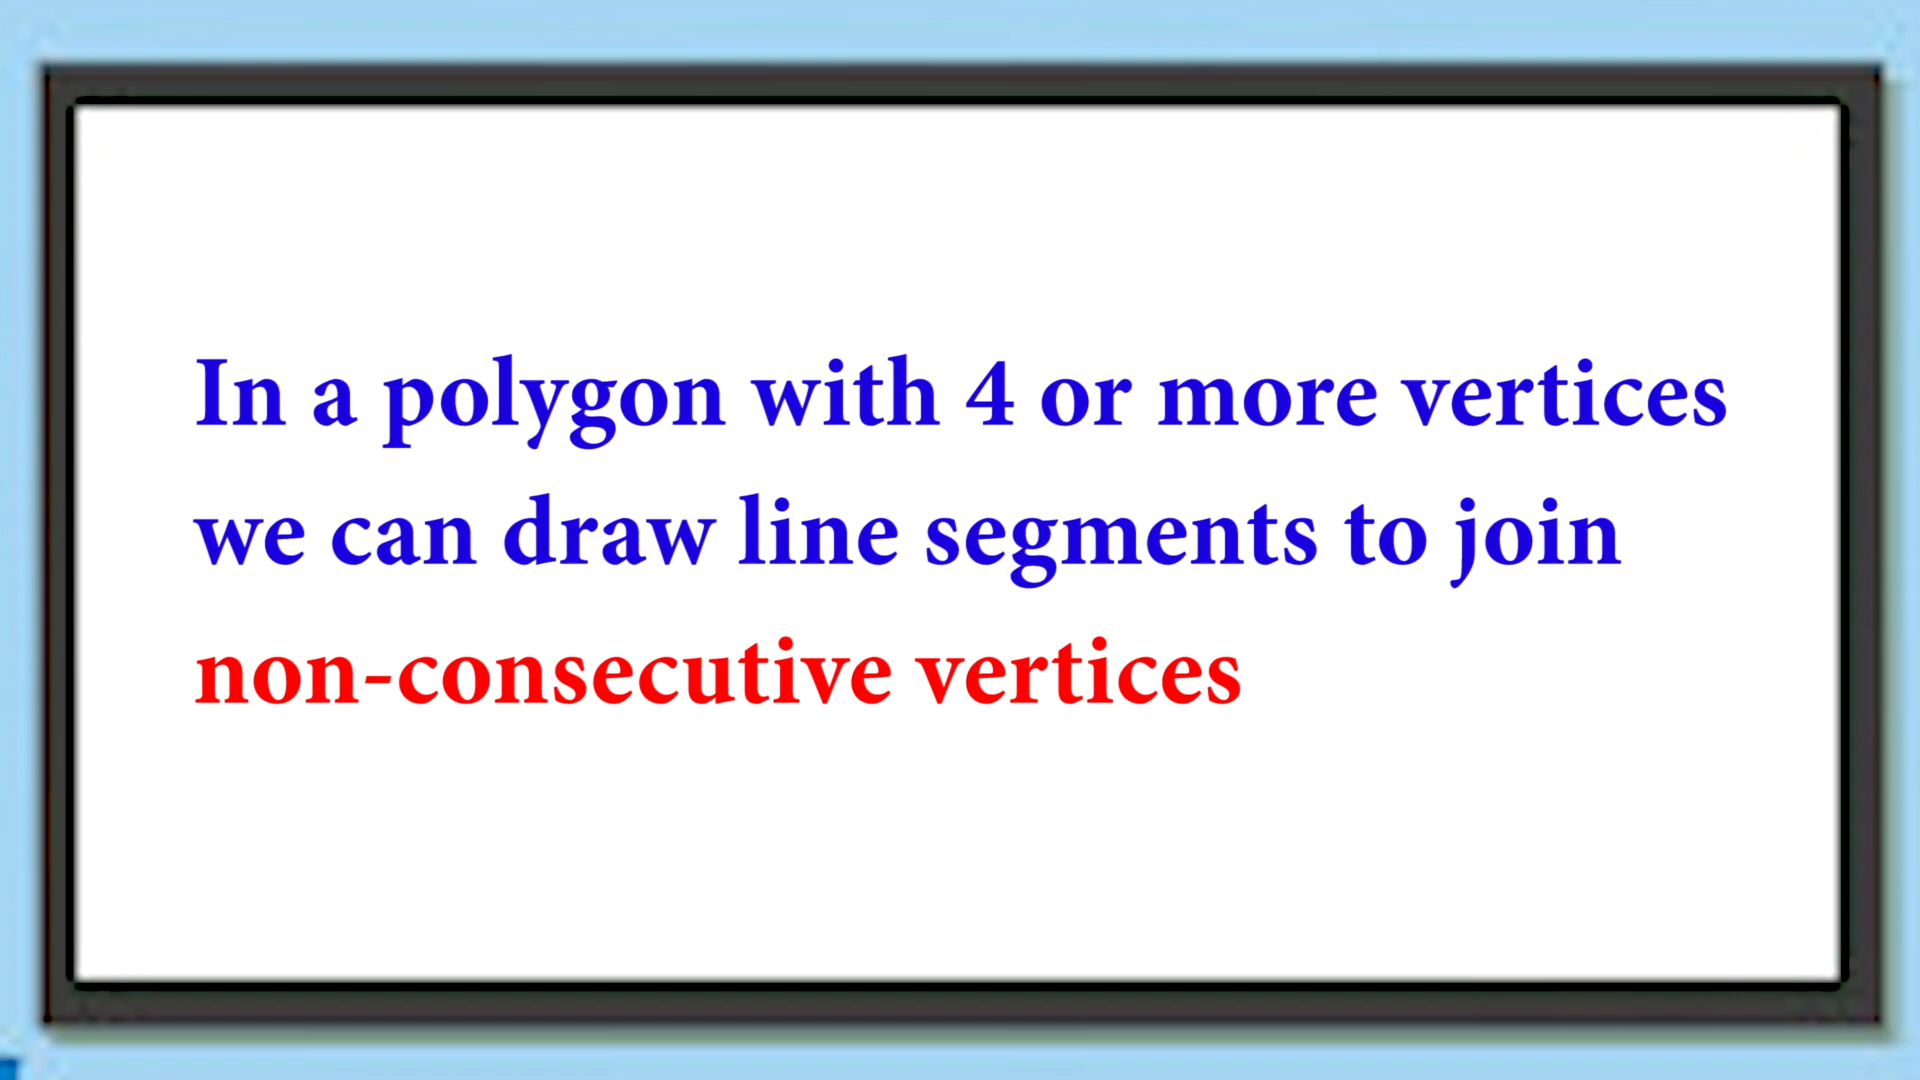 In a polygon with 4 or more vertices
we can draw line segments to join
non-consecutive vertices